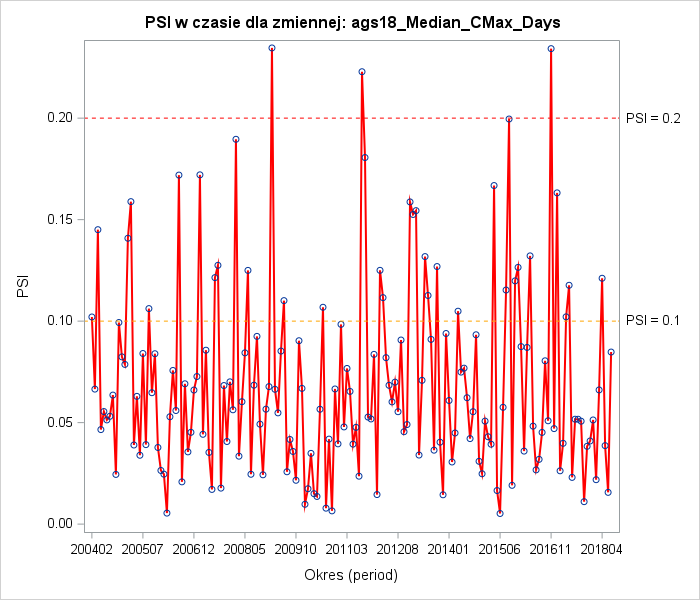 PSI w czasie dla zmiennej: ags18_Median_CMax_Days
0.20
PSI = 0.2
0.15
PSI
0.10
PSI = 0.1
0.05
0.00
200402 200507 200612 200805 200910 201103 201208 201401 201506 201611 201804
Okres (period)